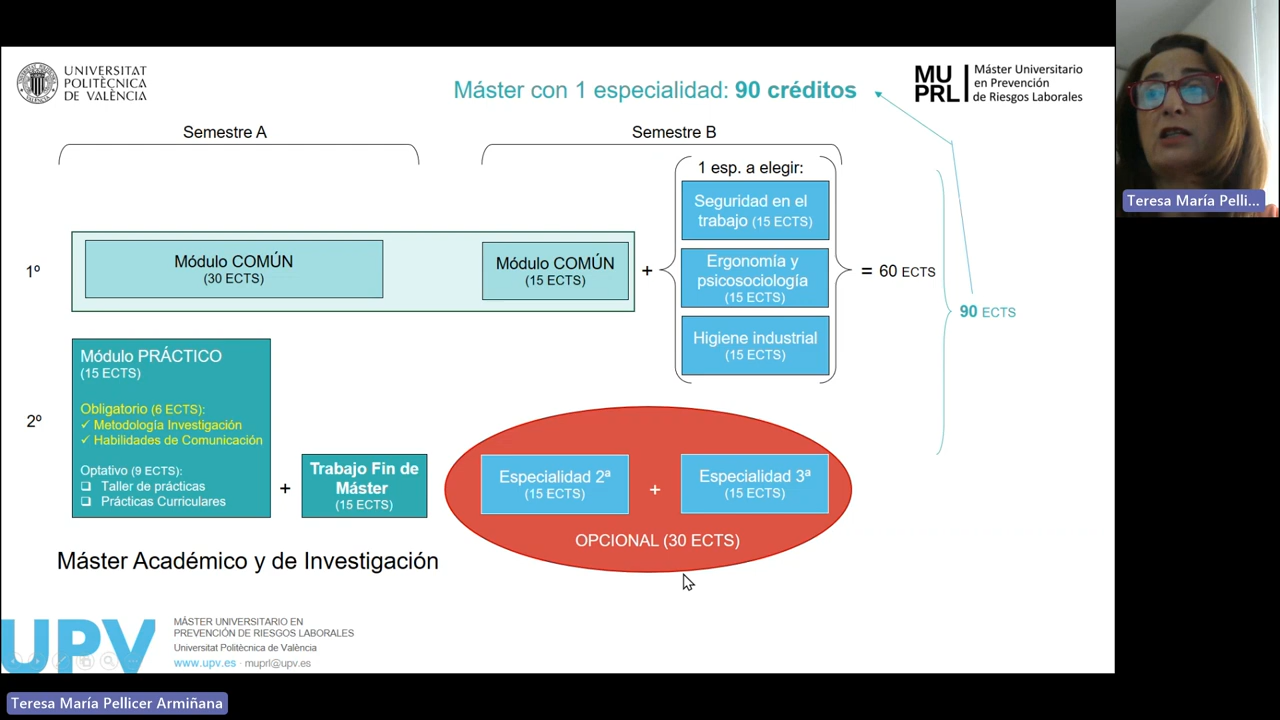 UNIVERSITAT
POLITÈCNICA
DE VALÈNCIA
Máster con 1 especialidad: 90 créditos
MU
PRL
Máster Universitario
en Prevención
de Riesgos Laborales
Teresa María Pelli...
Semestre A
Semestre B
1 esp. a elegir:
Seguridad en el
trabajo (15 ECTS)
1º
Módulo COMÚN
(30 ECTS)
Módulo COMÚN
(15 ECTS)
+
Ergonomía y
psicosociología
(15 ECTS)
= 60 ECTS
90 ECTS
Higiene industrial
(15 ECTS)
2º
Módulo PRÁCTICO
(15 ECTS)
Obligatorio (6 ECTS):
✓ Metodología Investigación
✓ Habilidades de Comunicación
Optativo (9 ECTS):
❑ Taller de prácticas
❑ Prácticas Curriculares
+
Trabajo Fin de
Máster
(15 ECTS)
Especialidad 2ª
(15 ECTS)
+
Especialidad 3ª
(15 ECTS)
OPCIONAL (30 ECTS)
Máster Académico y de Investigación
UPV
MÁSTER UNIVERSITARIO EN
PREVENCIÓN DE RIESGOS LABORALES
Universitat Politècnica de València
www.upv.es · muprl@upv.es
Teresa María Pellicer Armiñana